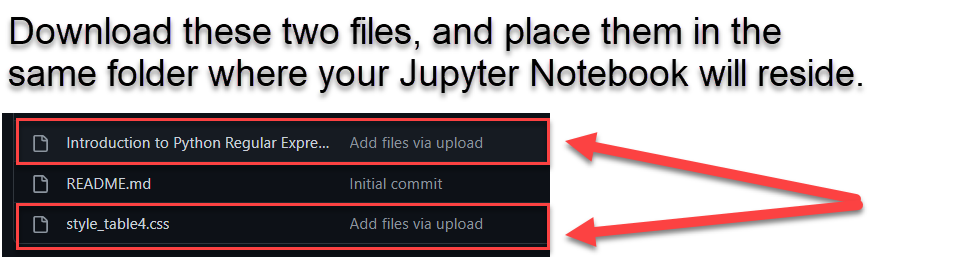 Download these two files, and place them in the
same folder where your Jupyter Notebook will reside.
Introduction to Python Regular Expre... Add files via upload
README.md Initial commit
style_table4.css Add files via upload